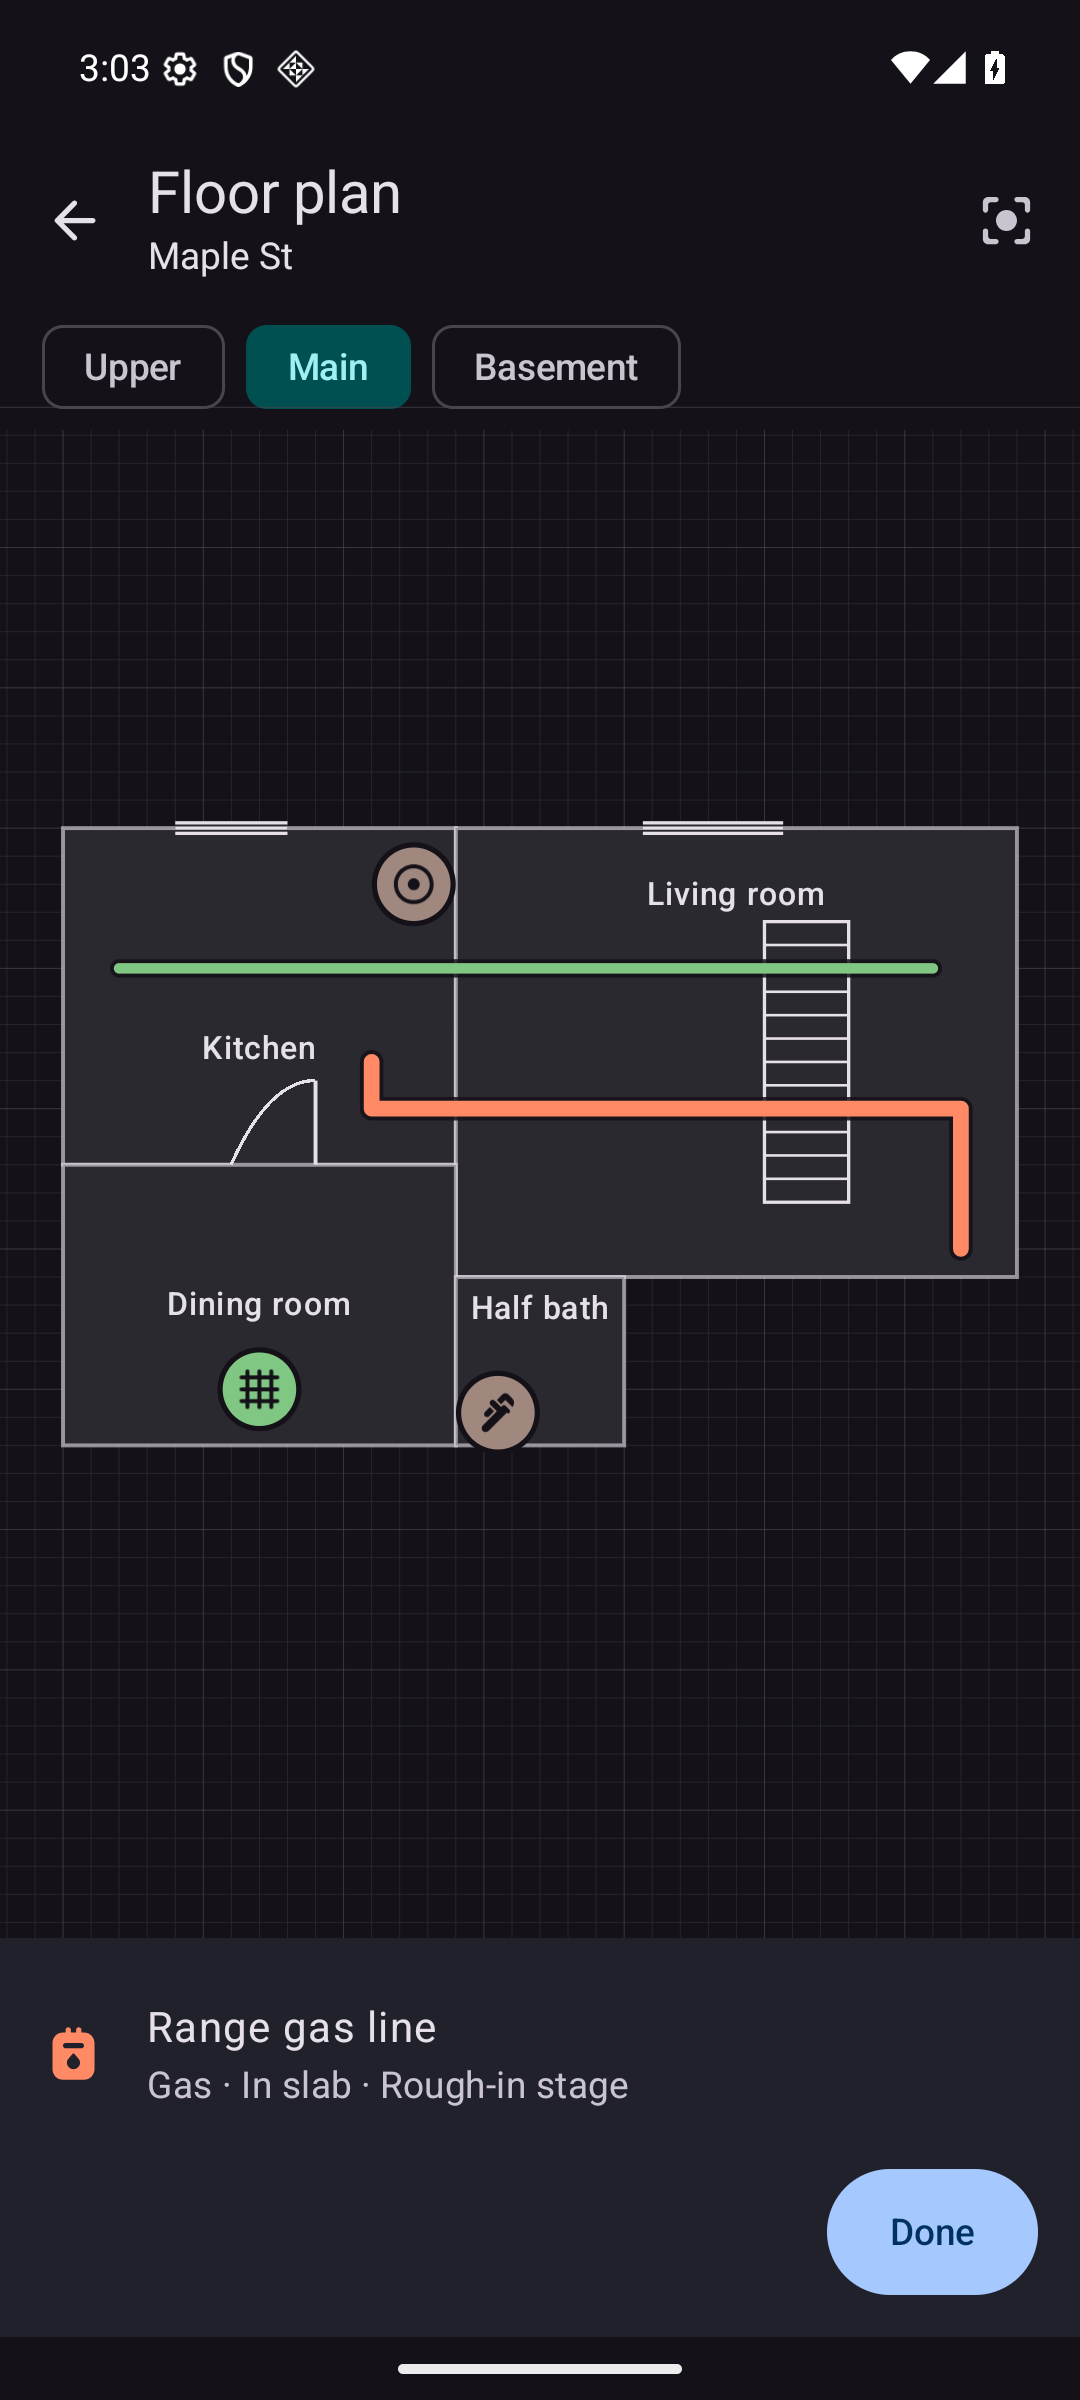 3:03
Floor plan
Maple St
Upper
Main
Basement
Living room
Kitchen
Dining room
Half bath
Range gas line
Gas · In slab · Rough-in stage
Done